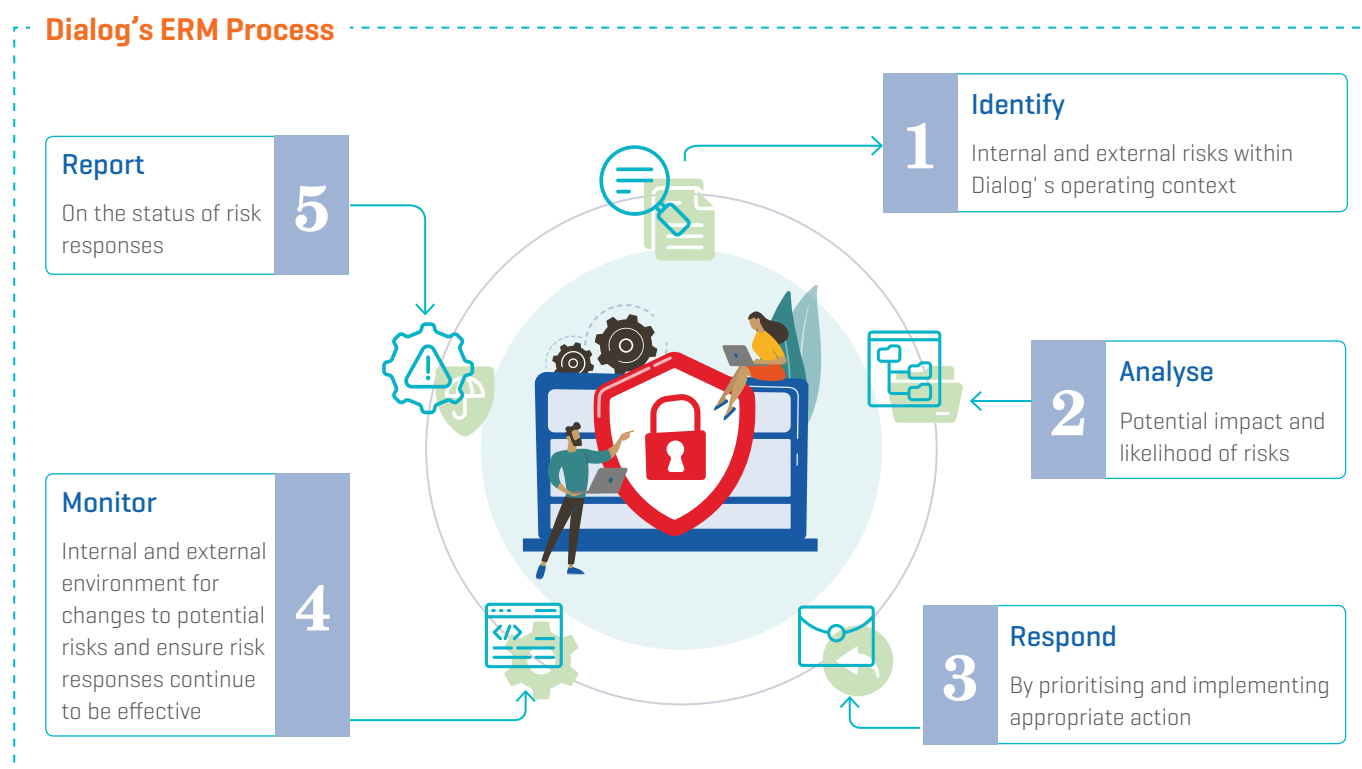 Dialog’s ERM Process
1
Identify
Internal and external risks within
Dialog' s operating context
2
Analyse
Potential impact and
likelihood of risks
3
Respond
By prioritising and implementing
appropriate action
4
Monitor
Internal and external
environment for
changes to potential
risks and ensure risk
responses continue
to be effective
5
Report
On the status of risk
responses
</>